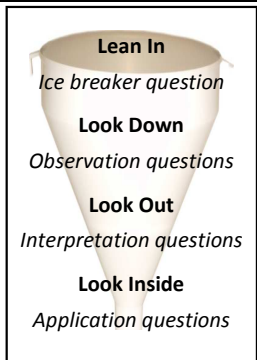 Lean In
Ice breaker question
Look Down
Observation questions
Look Out
Interpretation questions
Look Inside
Application questions